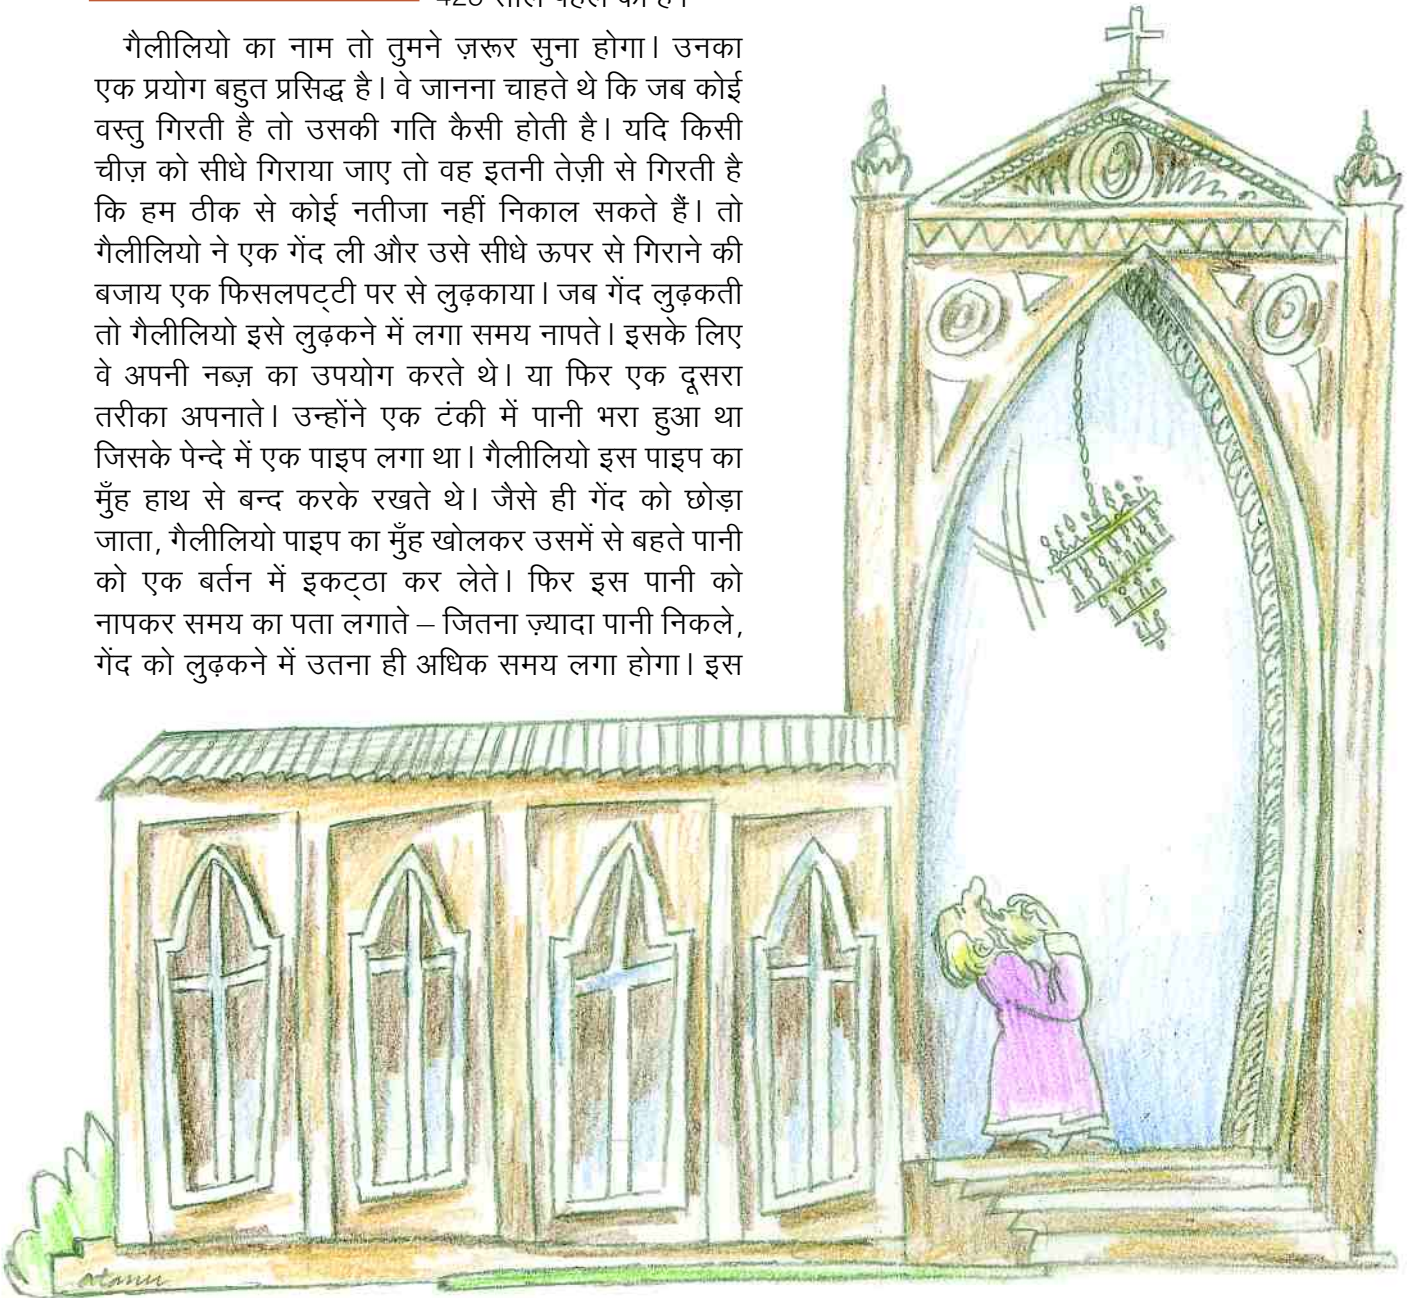 गैलीलियो का नाम तो तुमने ज़रूर सुना होगा। उनका
एक प्रयोग बहुत प्रसिद्ध है। वे जानना चाहते थे कि जब कोई
वस्तु गिरती है तो उसकी गति कैसी होती है। यदि किसी
चीज़ को सीधे गिराया जाए तो वह इतनी तेज़ी से गिरती है
कि हम ठीक से कोई नतीजा नहीं निकाल सकते हैं। तो
गैलीलियो ने एक गेंद ली और उसे सीधे ऊपर से गिराने की
बजाय एक फिसलपट्टी पर से लुढ़काया। जब गेंद लुढ़कती
तो गैलीलियो इसे लुढ़कने में लगा समय नापते। इसके लिए
वे अपनी नब्ज़ का उपयोग करते थे। या फिर एक दूसरा
तरीका अपनाते। उन्होंने एक टंकी में पानी भरा हुआ था
जिसके पेन्दे में एक पाइप लगा था। गैलीलियो इस पाइप का
मुँह हाथ से बन्द करके रखते थे। जैसे ही गेंद को छोड़ा
जाता, गैलीलियो पाइप का मुँह खोलकर उसमें से बहते पानी
को एक बर्तन में इकट्ठा कर लेते। फिर इस पानी को
नापकर समय का पता लगाते – जितना ज़्यादा पानी निकले,
गेंद को लुढ़कने में उतना ही अधिक समय लगा होगा। इस